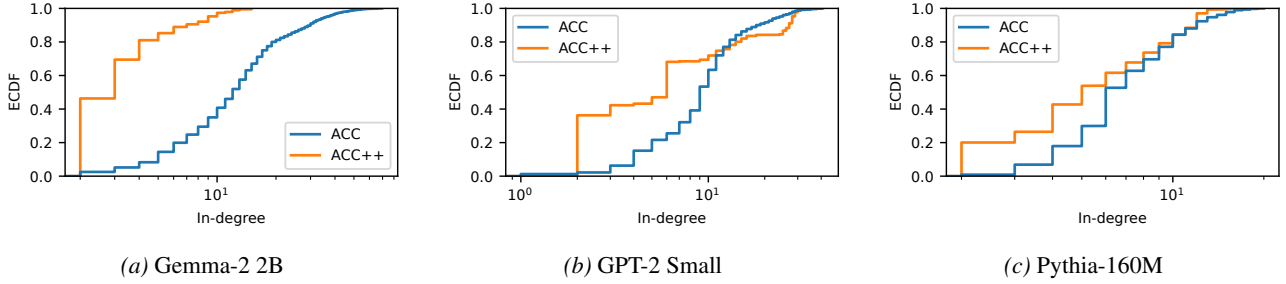 1.0
0.8
0.6
0.4
0.2
0.0
ECDF
ACC
ACC++
10¹
In-degree
(a) Gemma-2 2B
1.0
0.8
0.6
0.4
0.2
0.0
ECDF
ACC
ACC++
10⁰
10¹
In-degree
(b) GPT-2 Small
1.0
0.8
0.6
0.4
0.2
0.0
ECDF
ACC
ACC++
10¹
In-degree
(c) Pythia-160M